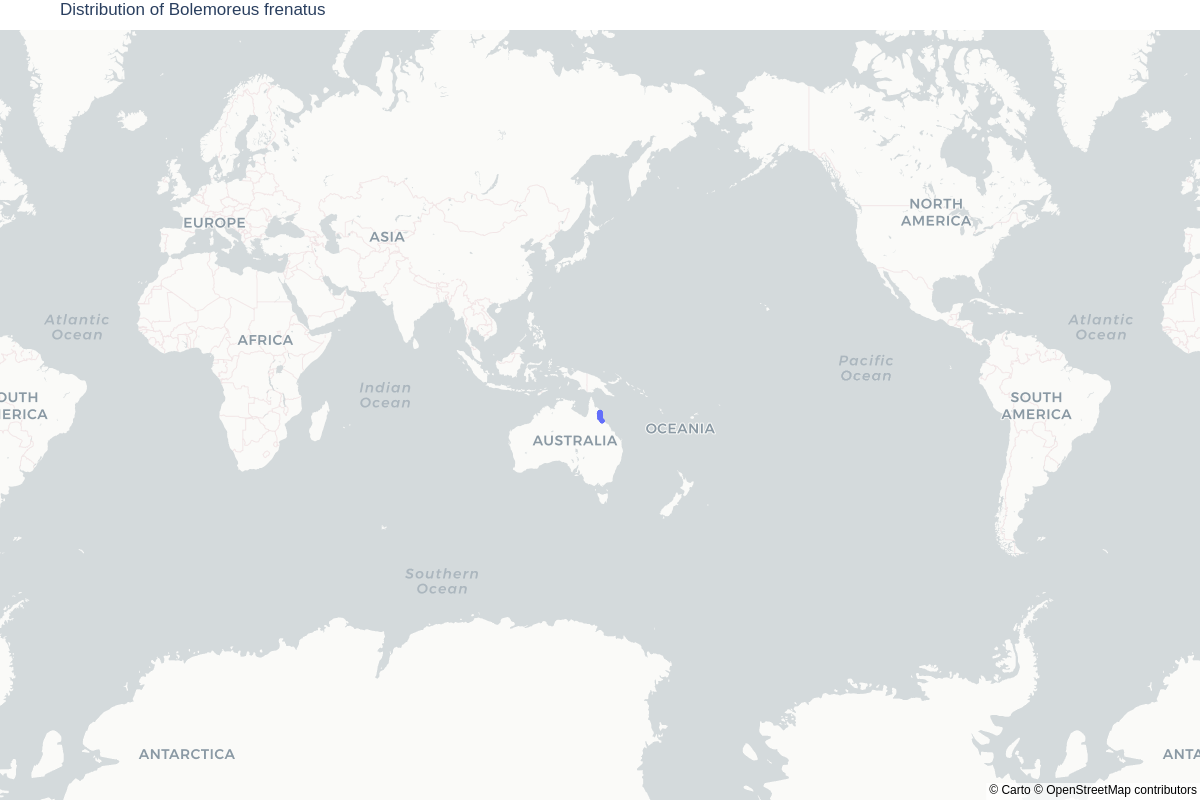 Distribution of Bolemoreus frenatus
NORTH
AMERICA
EUROPE
ASIA
Atlantic
Ocean
Atlantic
Ocean
AFRICA
Pacific
Ocean
Indian
Ocean
OUTH
ERICA
SOUTH
AMERICA
OCEANIA
AUSTRALIA
Southern
Ocean
ANTARCTICA
ANTA
© Carto © OpenStreetMap contributors